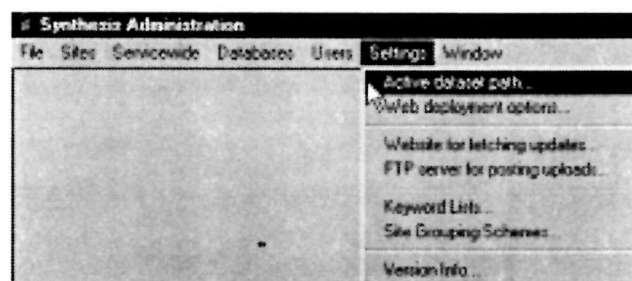 Synthesis Administration
File Sites Servicewide Databases Users Settings Window
Active dataset path...
Web deployment options...
Website for fetching updates...
FTP server for posting uploads...
Keyword Lists...
Site Grouping Schemes...
Version Info...